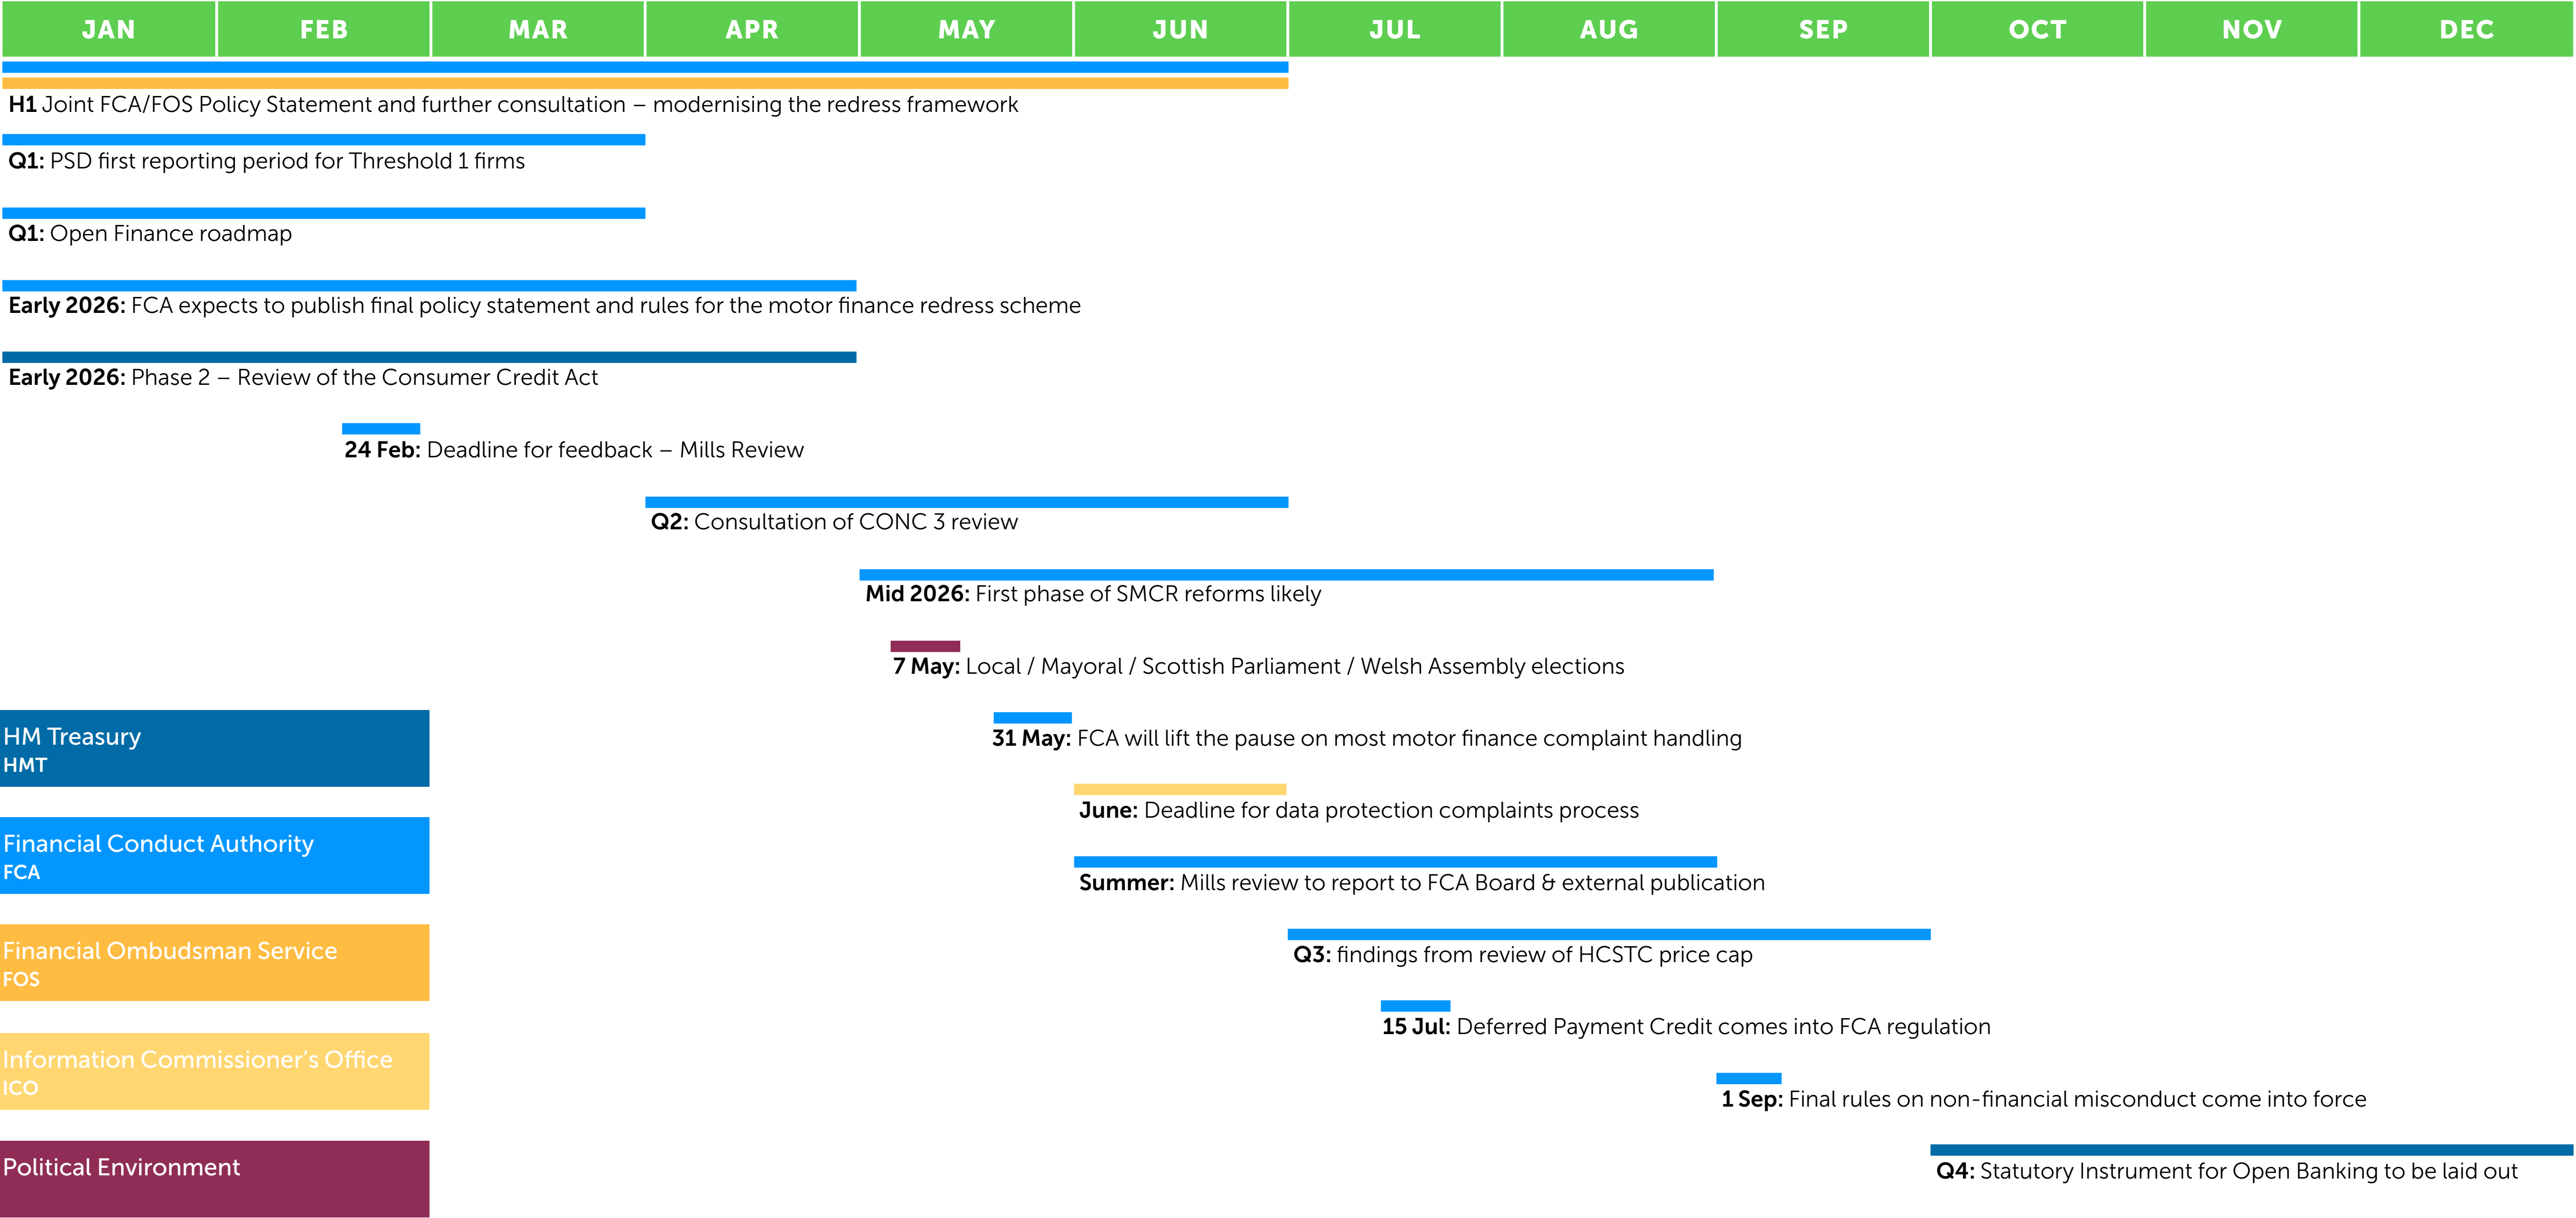 JAN FEB MAR APR MAY JUN JUL AUG SEP OCT NOV DEC
H1 Joint FCA/FOS Policy Statement and further consultation – modernising the redress framework
Q1: PSD first reporting period for Threshold 1 firms
Q1: Open Finance roadmap
Early 2026: FCA expects to publish final policy statement and rules for the motor finance redress scheme
Early 2026: Phase 2 – Review of the Consumer Credit Act
24 Feb: Deadline for feedback – Mills Review
Q2: Consultation of CONC 3 review
Mid 2026: First phase of SMCR reforms likely
7 May: Local / Mayoral / Scottish Parliament / Welsh Assembly elections
31 May: FCA will lift the pause on most motor finance complaint handling
June: Deadline for data protection complaints process
Summer: Mills review to report to FCA Board & external publication
Q3: findings from review of HCSTC price cap
15 Jul: Deferred Payment Credit comes into FCA regulation
1 Sep: Final rules on non-financial misconduct come into force
Q4: Statutory Instrument for Open Banking to be laid out
HM Treasury
HMT
Financial Conduct Authority
FCA
Financial Ombudsman Service
FOS
Information Commissioner’s Office
ICO
Political Environment